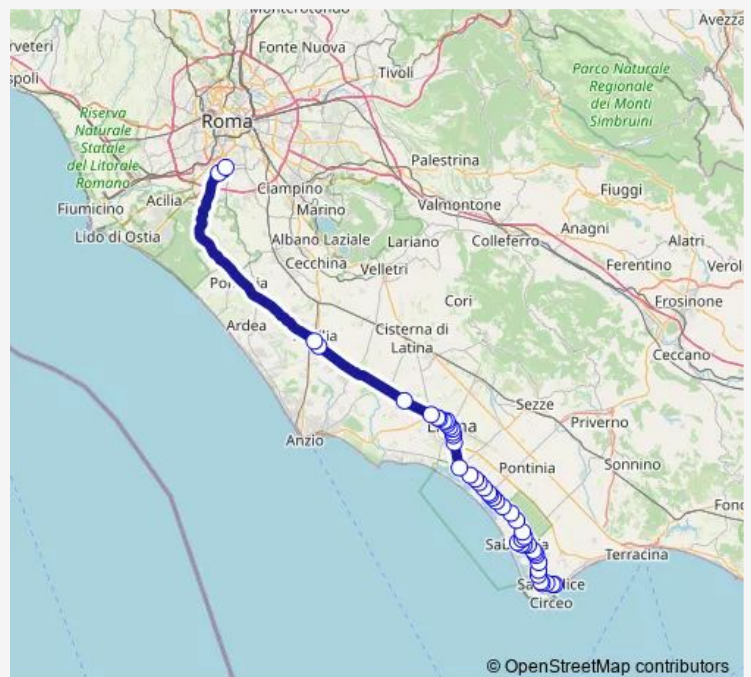 Monterotondo
Avezza
rveteri
Fonte Nuova
spoli
Tivoli
Parco Naturale
Regionale
dei Monti
Simbruini
Riserva
Naturale
Statale
del Litorale
Romano
Roma
Palestrina
Fiumicino
Acilia
Ciampino
Fiuggi
Marino
Valmontone
Anagni
Lido di Ostia
Albano Laziale
Lariano
Colleferro
Alatri
Cecchina
Velletri
Ferentino
Verol
Cori
Frosinone
Ardea
Cisterna di
Latina
Ceccano
Sezze
Priverno
Anzio
Pontinia
Sonnino
Fond
Terracina
Circeo
© OpenStreetMap contributors